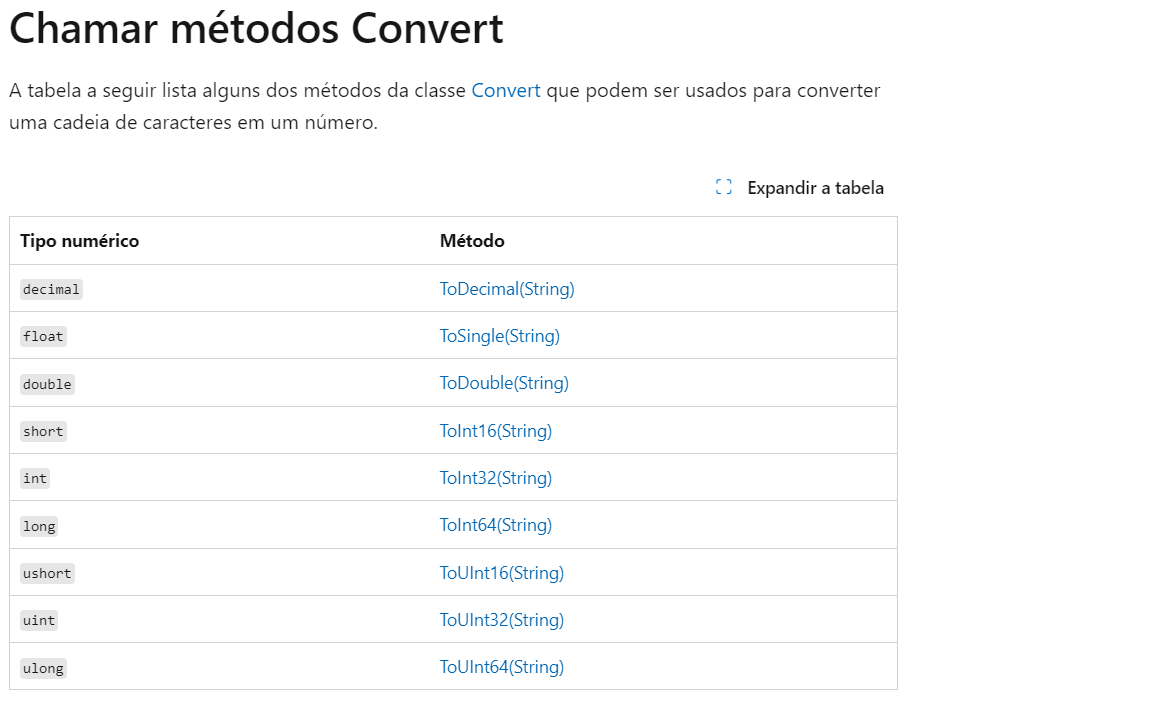 Chamar métodos Convert
A tabela a seguir lista alguns dos métodos da classe Convert que podem ser usados para converter
uma cadeia de caracteres em um número.
Expandir a tabela
Tipo numérico Método
decimal ToDecimal(String)
float ToSingle(String)
double ToDouble(String)
short ToInt16(String)
int ToInt32(String)
long ToInt64(String)
ushort ToUInt16(String)
uint ToUInt32(String)
ulong ToUInt64(String)